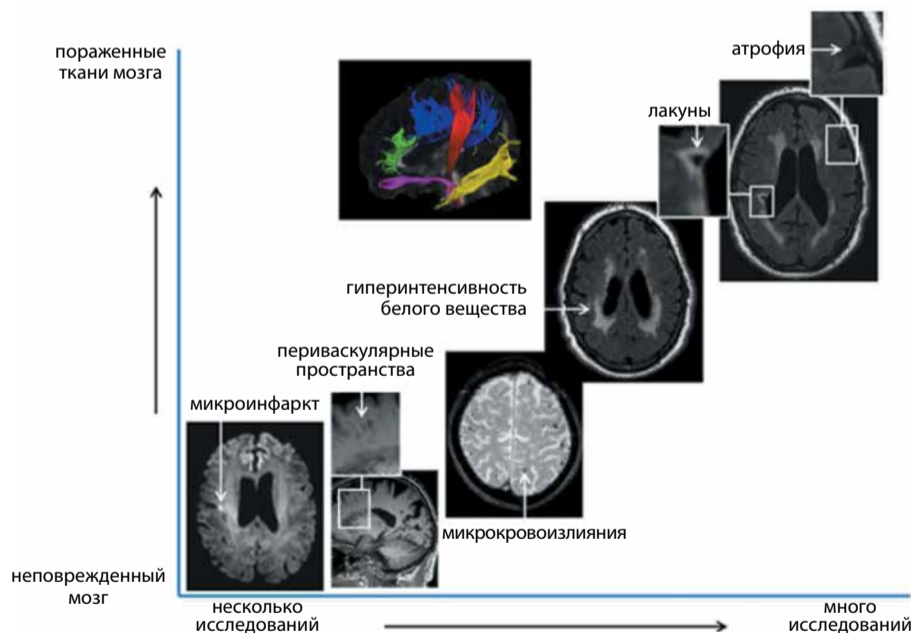 пораженные
ткани мозга
атрофия
лакуны
гиперинтенсивность
белого вещества
периваскулярные
пространства
микроинфаркт
микрокровоизлияния
неповрежденный
мозг
несколько
исследований
много
исследований